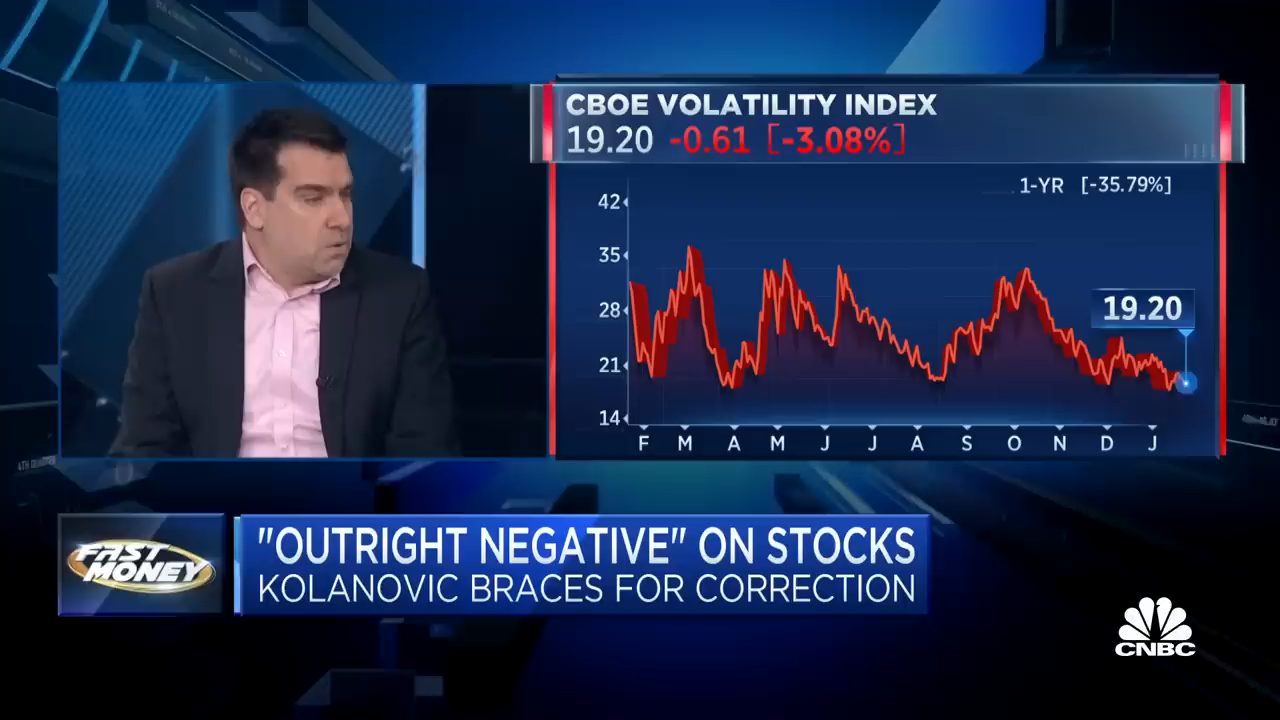 CBOE VOLATILITY INDEX
19.20 -0.61 [-3.08%]
1-YR [-35.79%]
42
35
28
21
14
19.20
F M A M J J A S O N D J
FAST MONEY
"OUTRIGHT NEGATIVE" ON STOCKS
KOLANOVIC BRACES FOR CORRECTION
CNBC